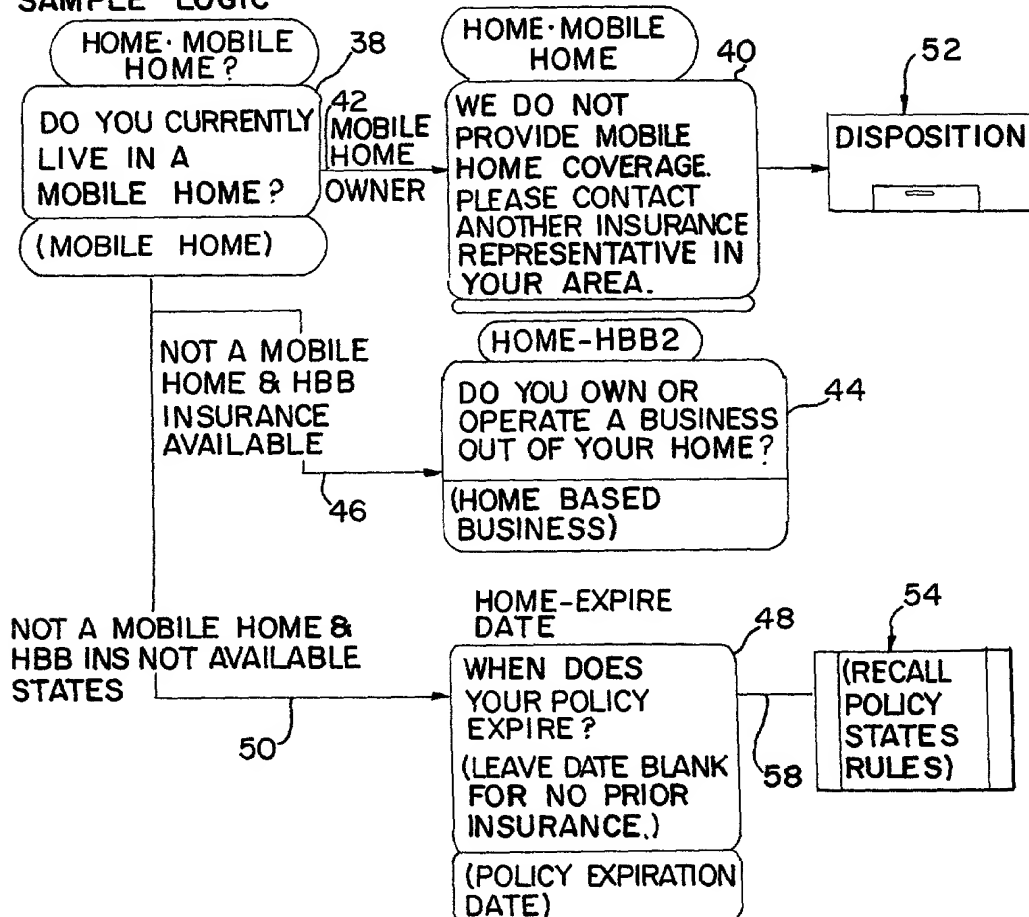 SAMPLE LOGIC
HOME·MOBILE
HOME?
38
DO YOU CURRENTLY
LIVE IN A
MOBILE HOME?
(MOBILE HOME)
42
MOBILE
HOME
OWNER
HOME·MOBILE
HOME
40
WE DO NOT
PROVIDE MOBILE
HOME COVERAGE.
PLEASE CONTACT
ANOTHER INSURANCE
REPRESENTATIVE IN
YOUR AREA.
52
DISPOSITION
NOT A MOBILE
HOME & HBB
INSURANCE
AVAILABLE
46
HOME-HBB2
44
DO YOU OWN OR
OPERATE A BUSINESS
OUT OF YOUR HOME?
(HOME BASED
BUSINESS)
NOT A MOBILE HOME &
HBB INS NOT AVAILABLE
STATES
50
HOME-EXPIRE
DATE
48
WHEN DOES
YOUR POLICY
EXPIRE?
(LEAVE DATE BLANK
FOR NO PRIOR
INSURANCE.)
(POLICY EXPIRATION
DATE)
58
54
(RECALL
POLICY
STATES
RULES)